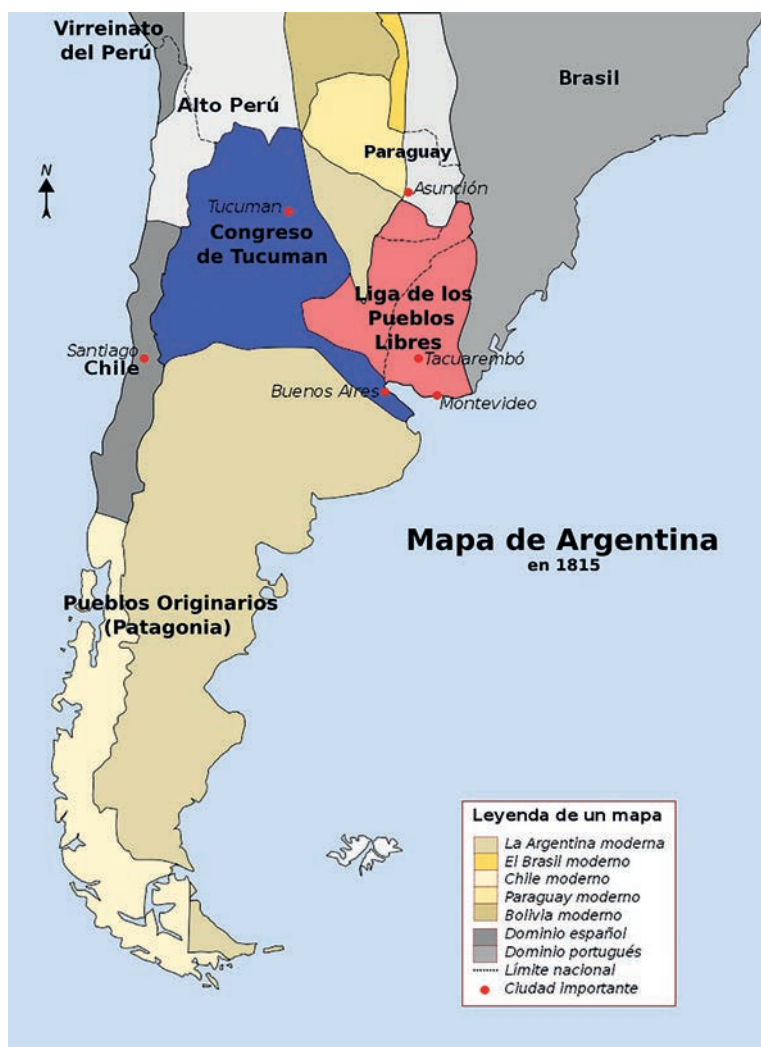 Virreinato
del Perú
Brasil
Alto Perú
Paraguay
N
Asunción
Tucuman
Congreso
de Tucuman
Liga de los
Pueblos
Libres
Santiago
Chile
Tacuarembó
Buenos Aires
Montevideo
Mapa de Argentina
en 1815
Pueblos Originarios
(Patagonia)
Leyenda de un mapa
La Argentina moderna
El Brasil moderno
Chile moderno
Paraguay moderno
Bolivia moderno
Dominio español
Dominio portugués
Límite nacional
Ciudad importante